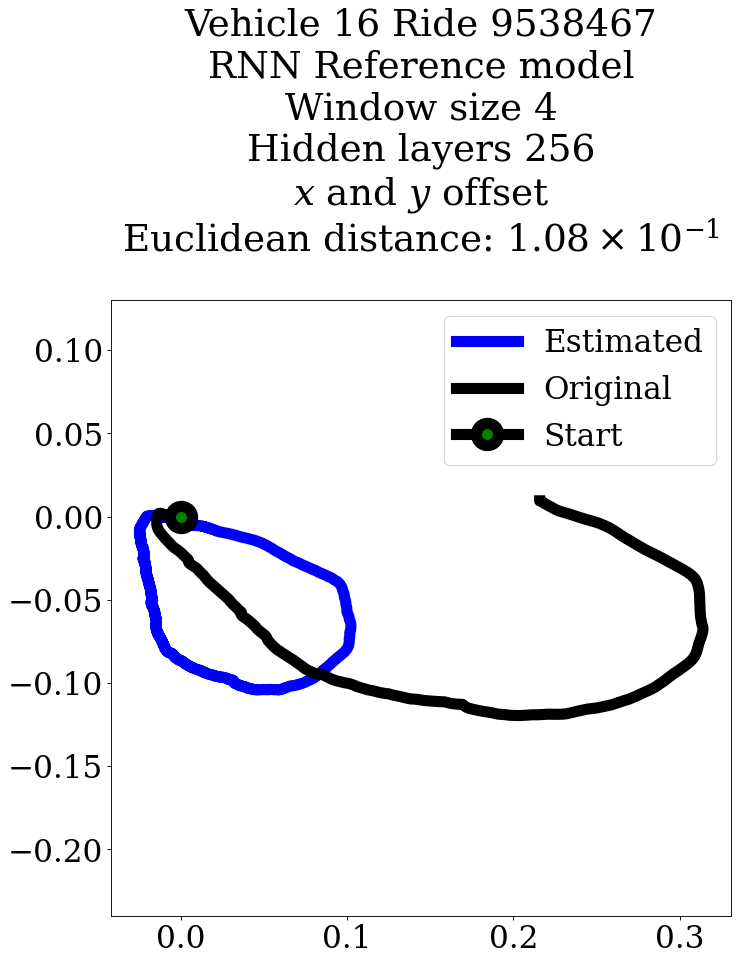 Vehicle 16 Ride 9538467
RNN Reference model
Window size 4
Hidden layers 256
x and y offset
Euclidean distance: 1.08 × 10⁻¹
Estimated
Original
Start
0.10
0.05
0.00
−0.05
−0.10
−0.15
−0.20
0.0 0.1 0.2 0.3